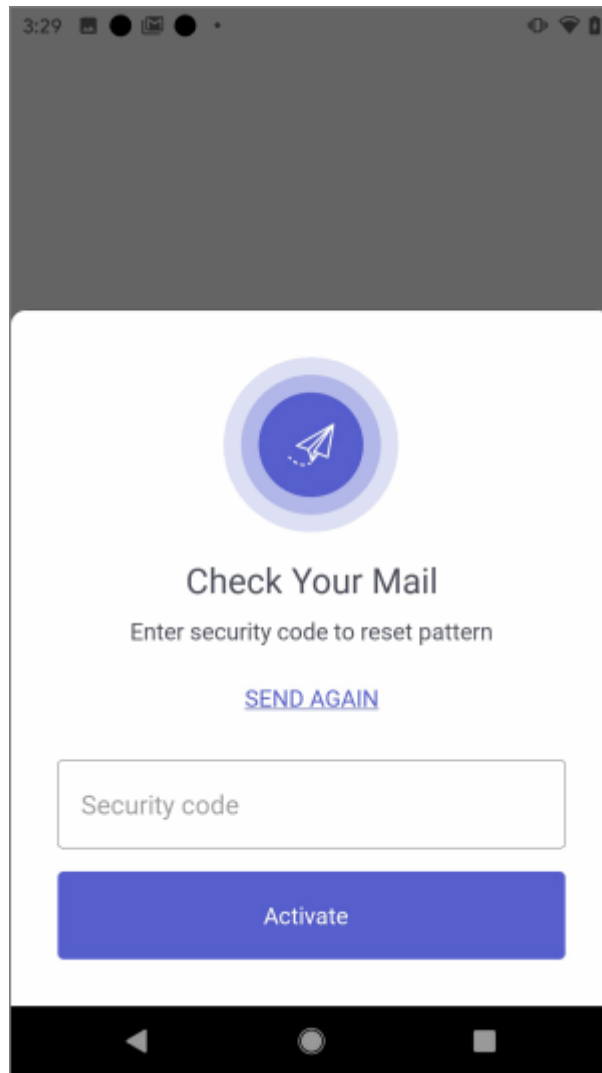 3:29
Check Your Mail
Enter security code to reset pattern
SEND AGAIN
Security code
Activate